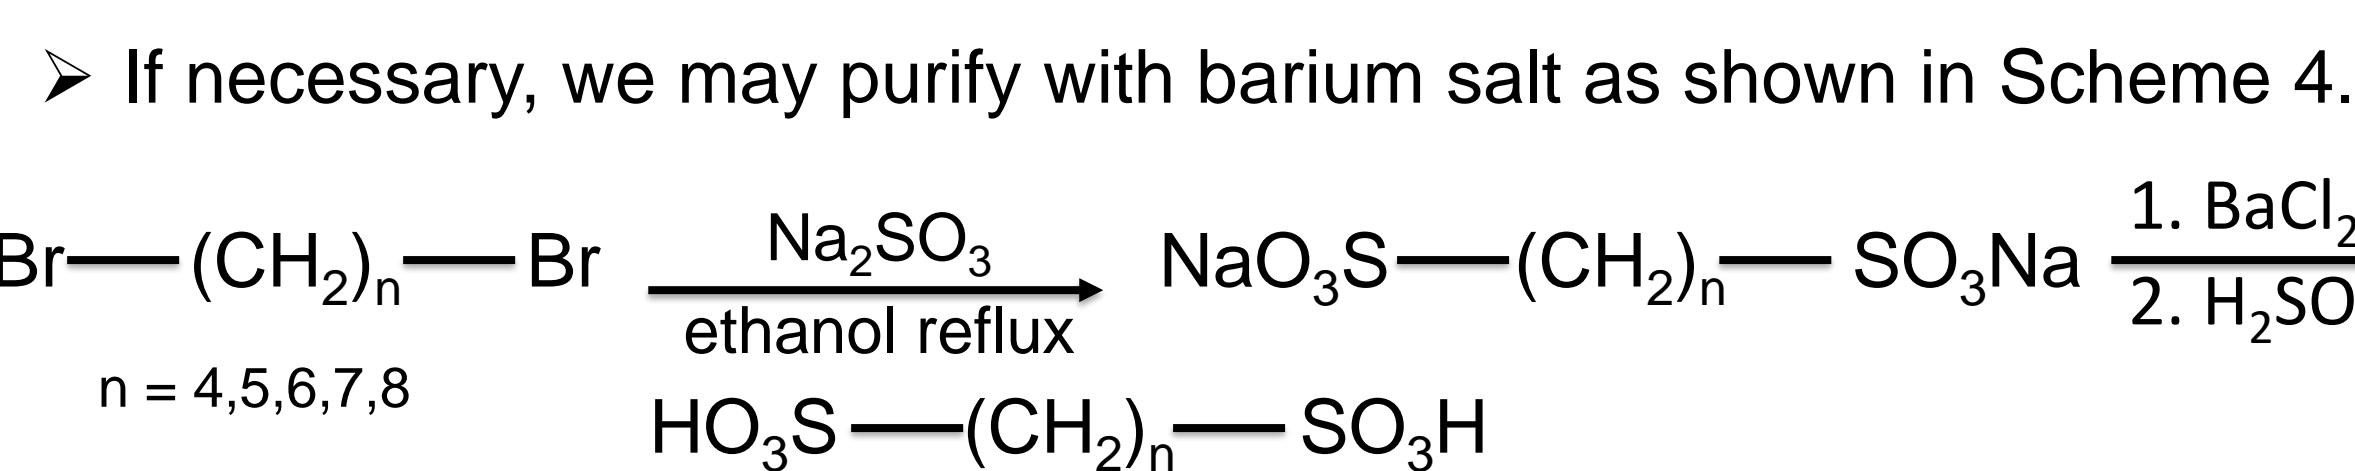 ➢ If necessary, we may purify with barium salt as shown in Scheme 4.
Br—(CH₂)ₙ—Br
Na₂SO₃
ethanol reflux
NaO₃S—(CH₂)ₙ—SO₃Na
1. BaCl₂
2. H₂SO
n = 4,5,6,7,8
HO₃S—(CH₂)ₙ—SO₃H